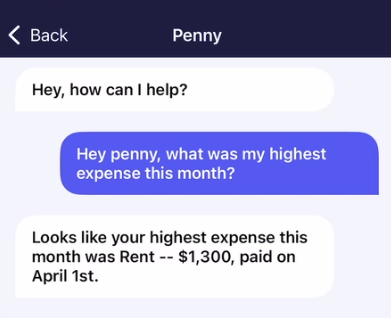 Back
Penny
Hey, how can I help?
Hey penny, what was my highest
expense this month?
Looks like your highest expense this
month was Rent -- $1,300, paid on
April 1st.